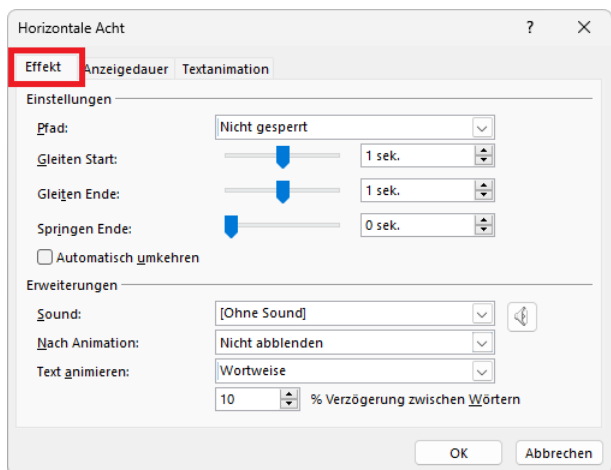 Horizontale Acht ?
Effekt Anzeigedauer Textanimation
Einstellungen
Pfad: Nicht gesperrt
Gleiten Start: 1 sek.
Gleiten Ende: 1 sek.
Springen Ende: 0 sek.
Automatisch umkehren
Erweiterungen
Sound: [Ohne Sound]
Nach Animation: Nicht abblenden
Text animieren: Wortweise
10 % Verzögerung zwischen Wörtern
OK Abbrechen